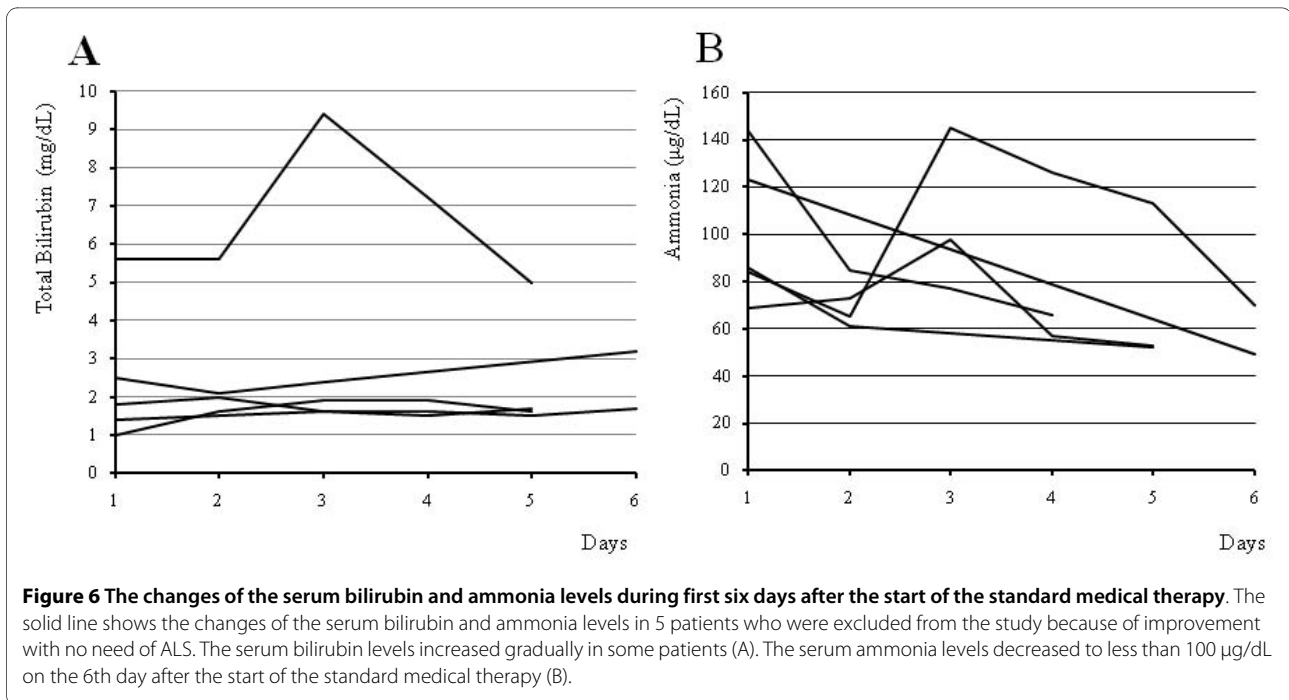 A
B
Total Bilirubin (mg/dL)
10
9
8
7
6
5
4
3
2
1
0
1 2 3 4 5 6
Days
Ammonia (µg/dL)
160
140
120
100
80
60
40
20
0
1 2 3 4 5 6
Days
Figure 6 The changes of the serum bilirubin and ammonia levels during first six days after the start of the standard medical therapy. The
solid line shows the changes of the serum bilirubin and ammonia levels in 5 patients who were excluded from the study because of improvement
with no need of ALS. The serum bilirubin levels increased gradually in some patients (A). The serum ammonia levels decreased to less than 100 µg/dL
on the 6th day after the start of the standard medical therapy (B).